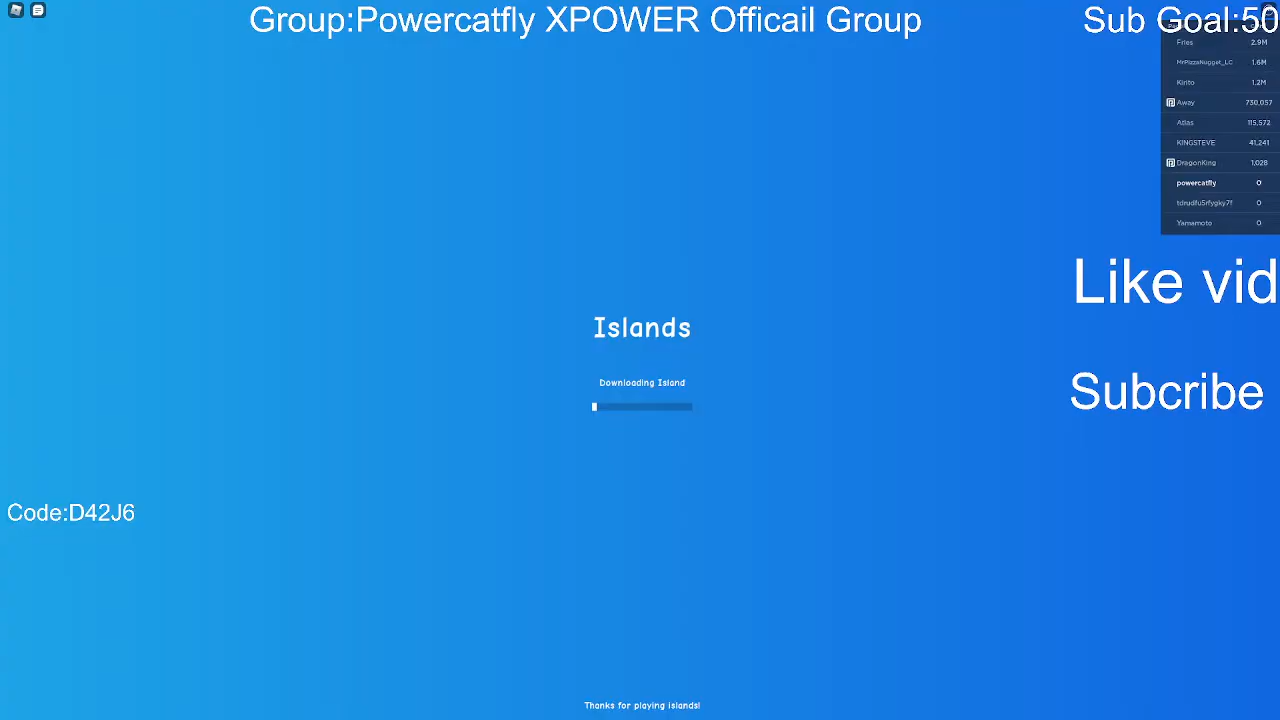 Group:Powercatfly XPOWER Officail Group
Sub Goal:50
Fries 2.9M
MrPizzaNugget_LC 1.6M
Kirito 1.2M
Away 730,057
Atlas 115,572
KINGSTEVE 41,241
DragonKing 1,028
powercatfly 0
Yamamoto 0
Like vid
Islands
Downloading Island
Subcribe
Code:D42J6
Thanks for playing islands!